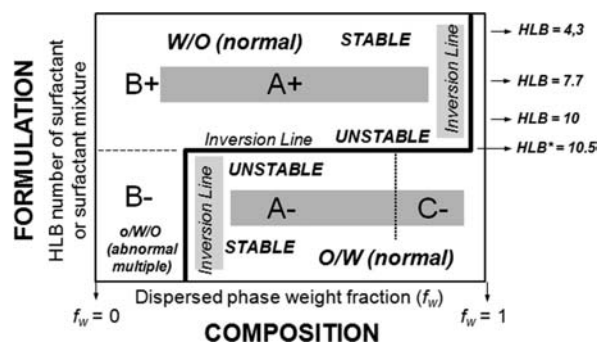 FORMULATION
HLB number of surfactant
or surfactant mixture
W/O (normal)
STABLE
B+
A+
Inversion Line
Inversion Line
UNSTABLE
HLB = 4,3
HLB = 7.7
HLB = 10
HLB* = 10.5
B-
o/W/O
(abnormal
multiple)
Inversion Line
UNSTABLE
A-
C-
STABLE
O/W (normal)
Dispersed phase weight fraction (fw)
fw = 0
fw = 1
COMPOSITION